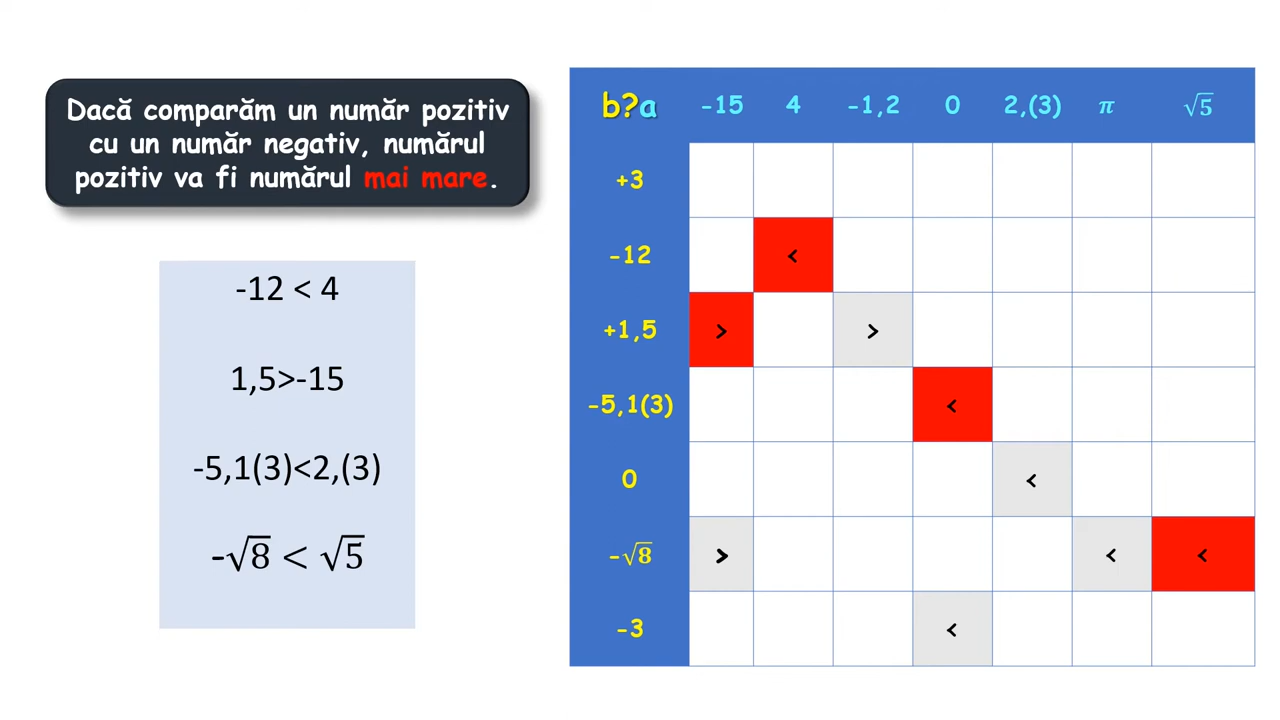 Dacă comparăm un număr pozitiv
cu un număr negativ, numărul
pozitiv va fi numărul mai mare.
-12 < 4
1,5>-15
-5,1(3)<2,(3)
-√8 < √5
b?a -15 4 -1,2 0 2,(3) π √5
+3
-12 <
+1,5 > >
-5,1(3) <
0 <
-√8 > < <
-3 <